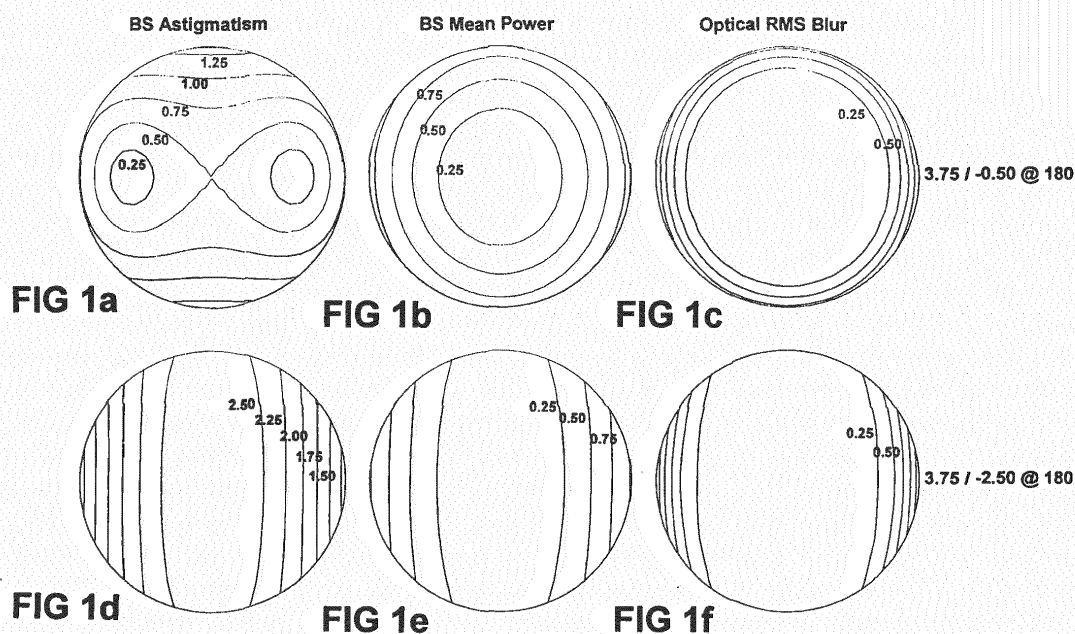 BS Astigmatism
BS Mean Power
Optical RMS Blur
1.25
1.00
0.75
0.50
0.25
0.75
0.50
0.25
0.25
0.50
3.75 / -0.50 @ 180
FIG 1a
FIG 1b
FIG 1c
2.50
2.25
2.00
1.75
1.50
0.25
0.50
0.75
0.25
0.50
3.75 / -2.50 @ 180
FIG 1d
FIG 1e
FIG 1f